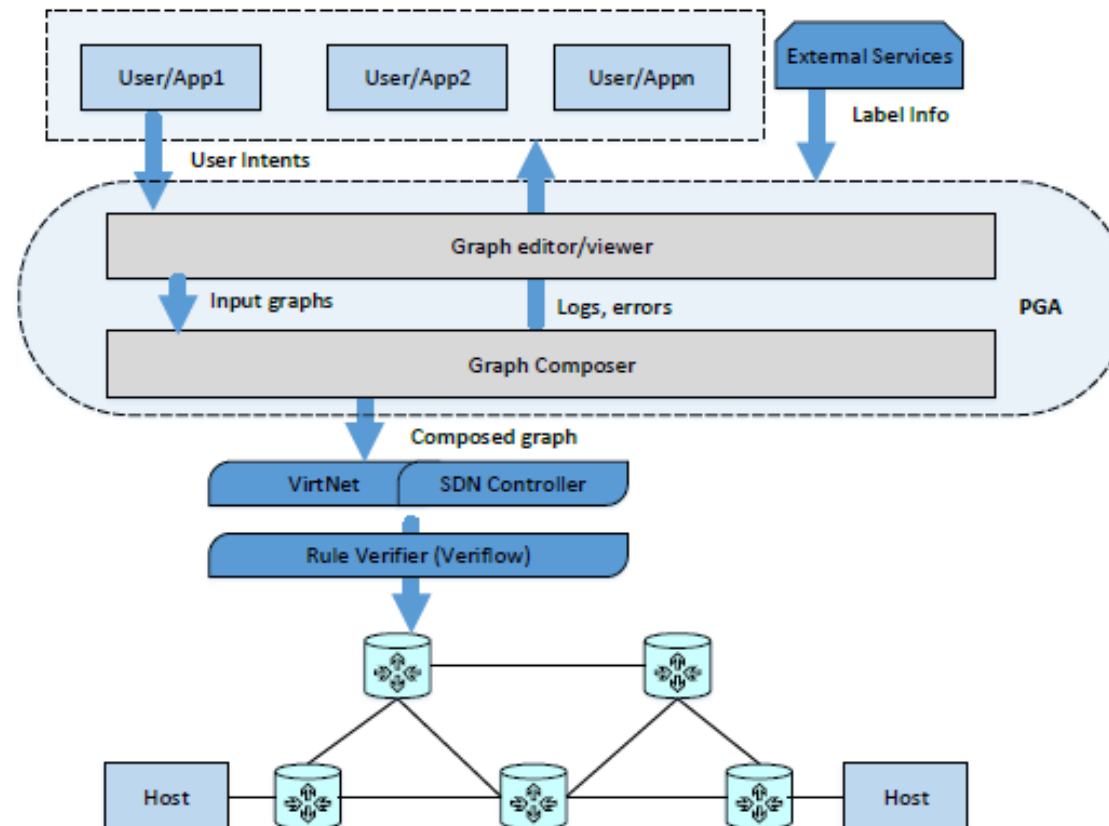 User/App1
User/App2
User/Appn
External Services
Label Info
User Intents
Graph editor/viewer
Input graphs
Logs, errors
PGA
Graph Composer
Composed graph
VirtNet
SDN Controller
Rule Verifier (Veriflow)
Host
Host